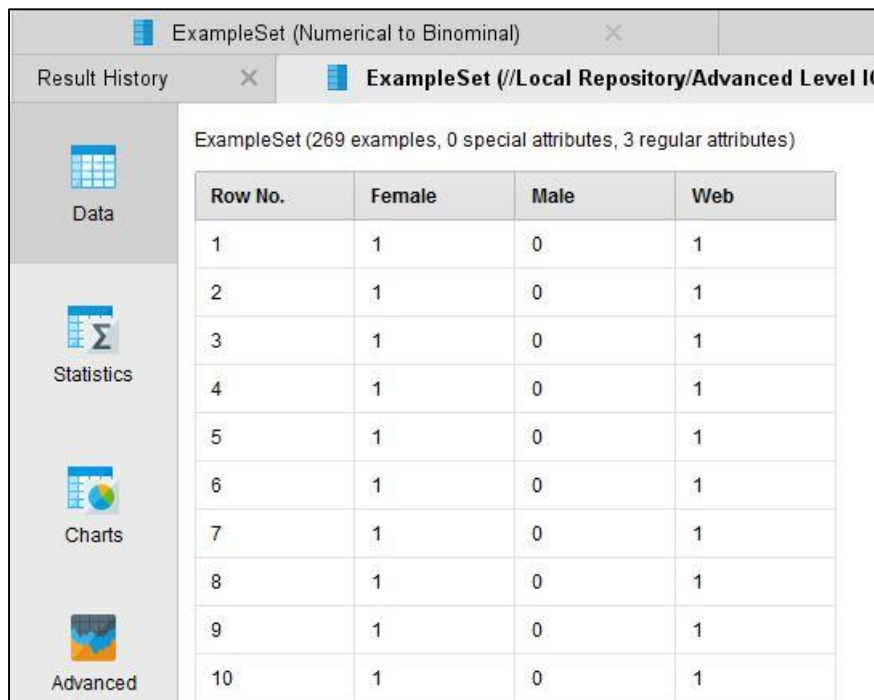 ExampleSet (Numerical to Binominal)
Result History ExampleSet (//Local Repository/Advanced Level
ExampleSet (269 examples, 0 special attributes, 3 regular attributes)
Row No. Female Male Web
Data
1 1 0 1
2 1 0 1
3 1 0 1
Statistics
4 1 0 1
5 1 0 1
6 1 0 1
Charts
7 1 0 1
8 1 0 1
9 1 0 1
Advanced
10 1 0 1